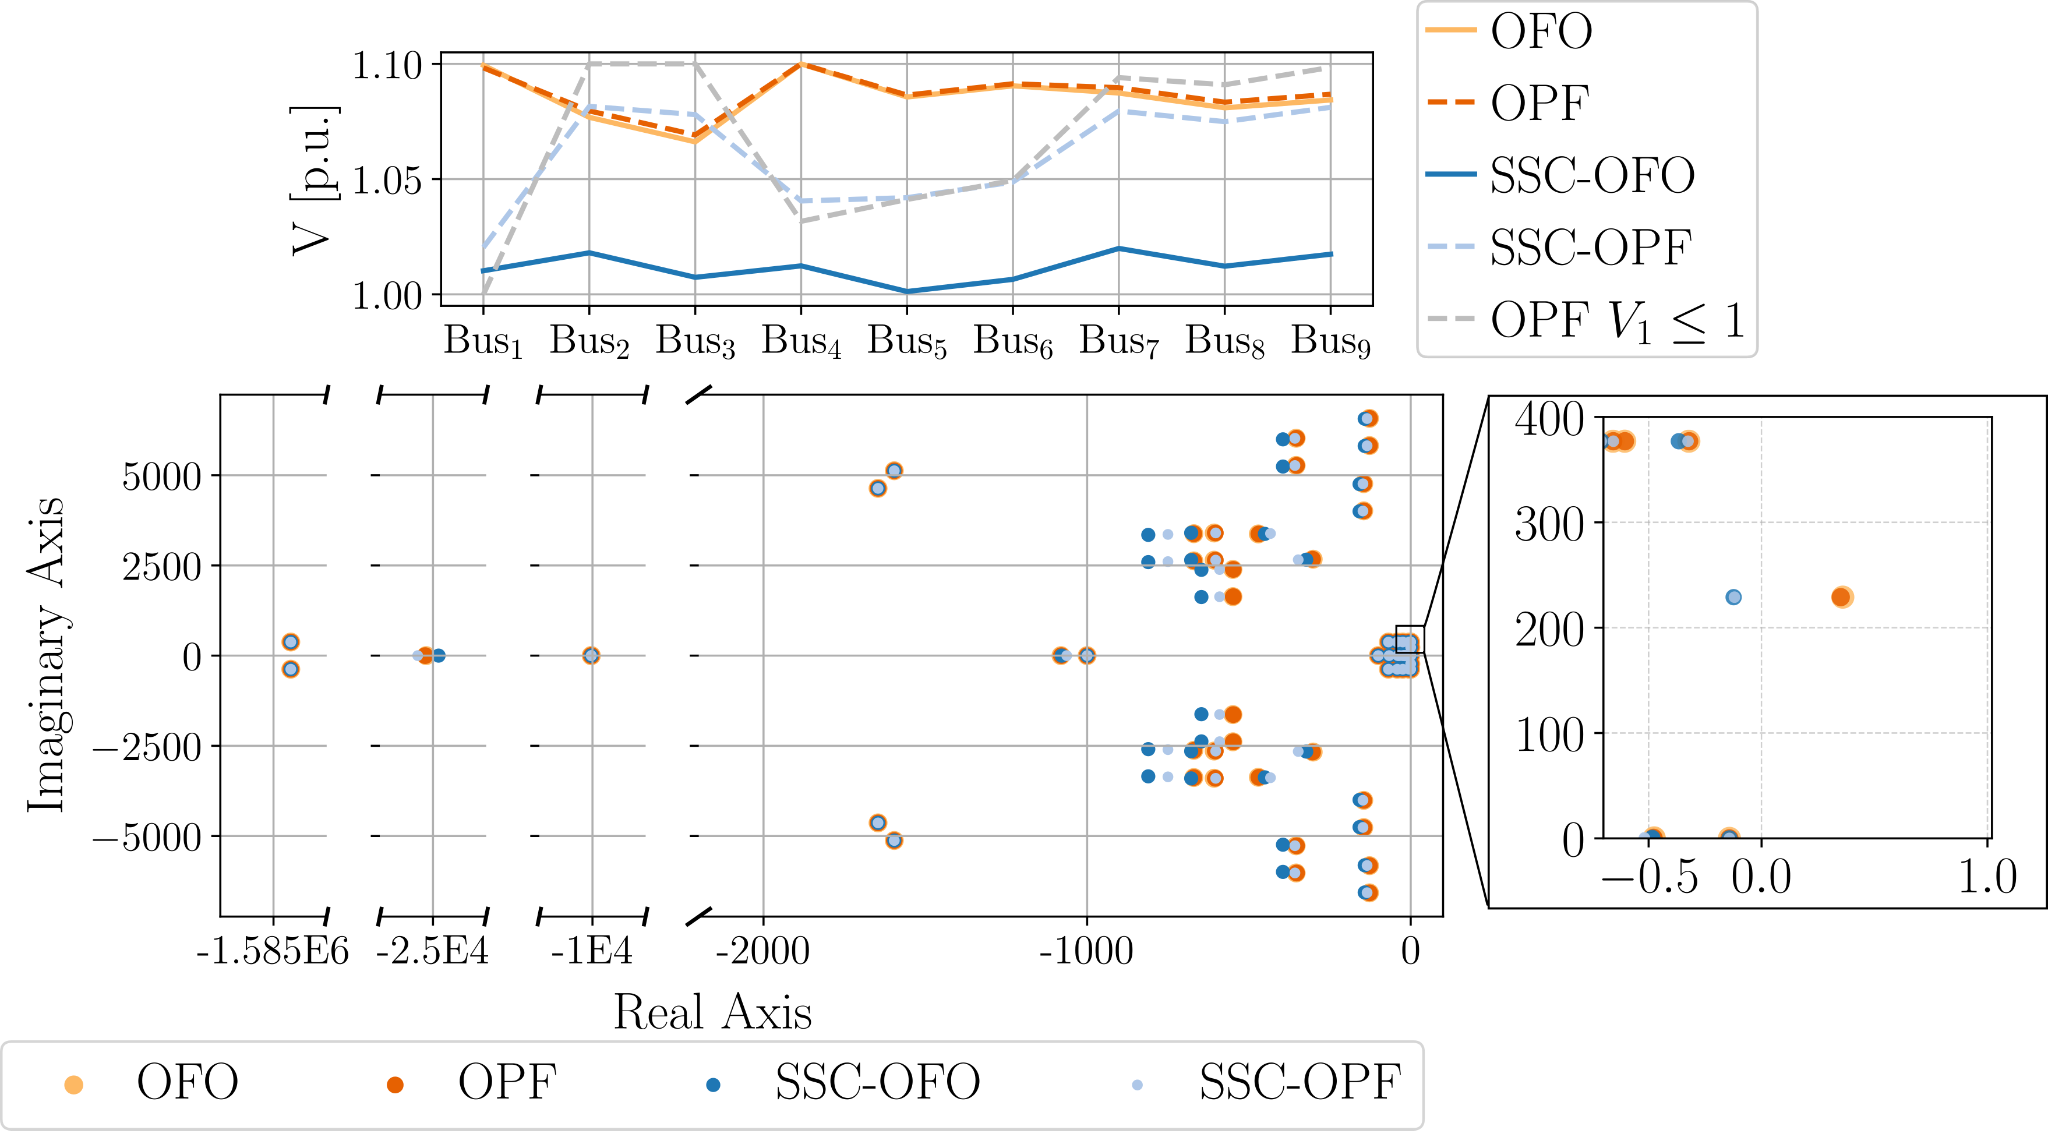 OFO
OPF
SSC-OFO
SSC-OPF
OPF V₁ ≤ 1
V [p.u.]
1.10
1.05
1.00
Bus₁ Bus₂ Bus₃ Bus₄ Bus₅ Bus₆ Bus₇ Bus₈ Bus₉
Imaginary Axis
5000
2500
0
−2500
−5000
-1.585E6 -2.5E4 -1E4 -2000 -1000 0
Real Axis
400
300
200
100
0
−0.5 0.0 1.0
OFO OPF SSC-OFO SSC-OPF